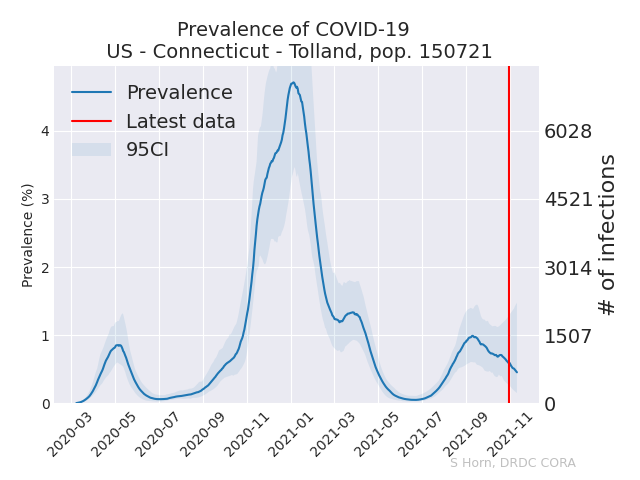 Prevalence of COVID-19
US - Connecticut - Tolland, pop. 150721
Prevalence
Latest data
95CI
Prevalence (%)
4
3
2
1
0
6028
4521
3014
1507
0
# of infections
2020-03
2020-05
2020-07
2020-09
2020-11
2021-01
2021-03
2021-05
2021-07
2021-09
2021-11
S Horn, DRDC CORA